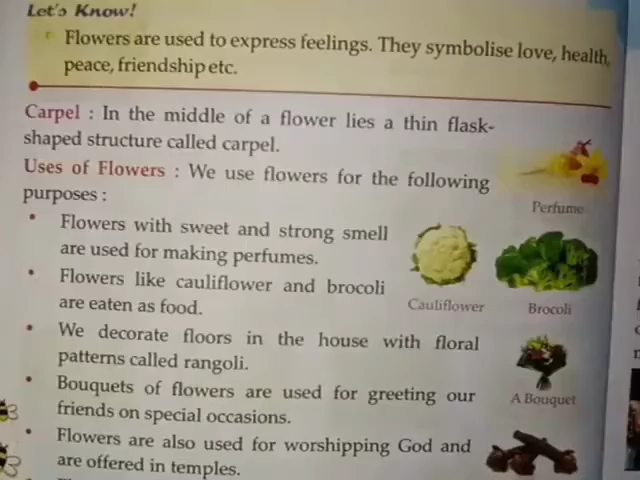 Let's Know!
Flowers are used to express feelings. They symbolise love, health,
peace, friendship etc.
Carpel : In the middle of a flower lies a thin flask-
shaped structure called carpel.
Uses of Flowers : We use flowers for the following
purposes :
Perfume
• Flowers with sweet and strong smell
are used for making perfumes.
• Flowers like cauliflower and brocoli
are eaten as food.
Cauliflower
Brocoli
• We decorate floors in the house with floral
patterns called rangoli.
• Bouquets of flowers are used for greeting our
friends on special occasions.
A Bouquet
• Flowers are also used for worshipping God and
are offered in temples.